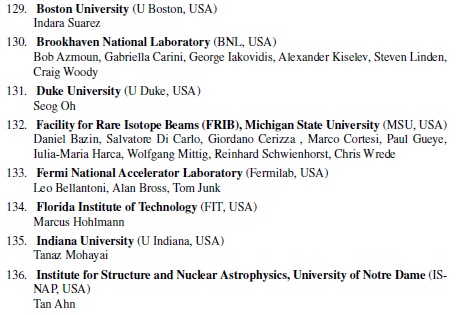 129. Boston University (U Boston, USA)
Indara Suarez
130. Brookhaven National Laboratory (BNL, USA)
Bob Azmoun, Gabriella Carini, George Iakovidis, Alexander Kiselev, Steven Linden,
Craig Woody
131. Duke University (U Duke, USA)
Seog Oh
132. Facility for Rare Isotope Beams (FRIB), Michigan State University (MSU, USA)
Daniel Bazin, Salvatore Di Carlo, Giordano Cerizza , Marco Cortesi, Paul Gueye,
Iulia-Maria Harca, Wolfgang Mittig, Reinhard Schwienhorst, Chris Wrede
133. Fermi National Accelerator Laboratory (Fermilab, USA)
Leo Bellantoni, Alan Bross, Tom Junk
134. Florida Institute of Technology (FIT, USA)
Marcus Hohlmann
135. Indiana University (U Indiana, USA)
Tanaz Mohayai
136. Institute for Structure and Nuclear Astrophysics, University of Notre Dame (IS-
NAP, USA)
Tan Ahn